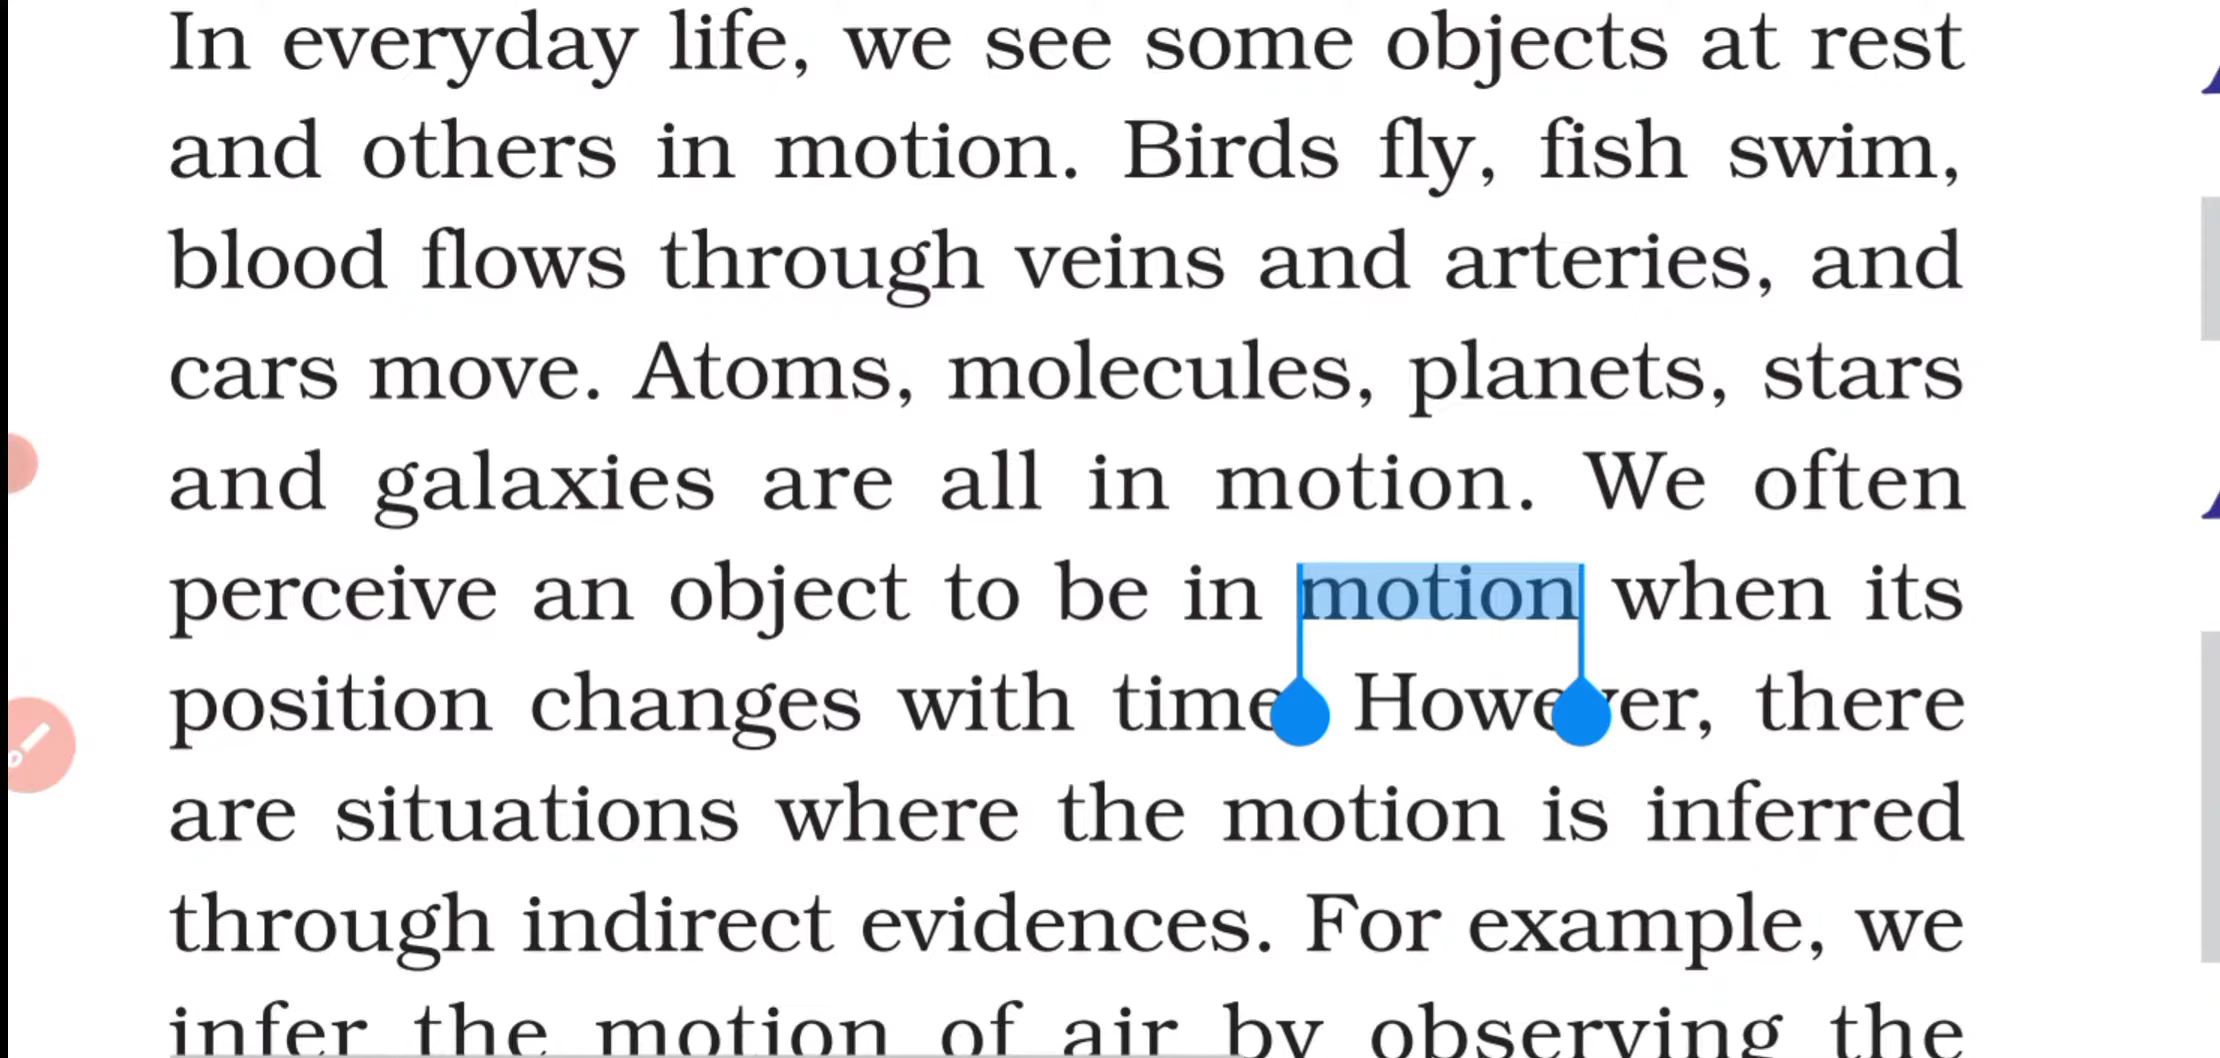 In everyday life, we see some objects at rest
and others in motion. Birds fly, fish swim,
blood flows through veins and arteries, and
cars move. Atoms, molecules, planets, stars
and galaxies are all in motion. We often
perceive an object to be in motion when its
position changes with time. However, there
are situations where the motion is inferred
through indirect evidences. For example, we
infer the motion of air by observing the